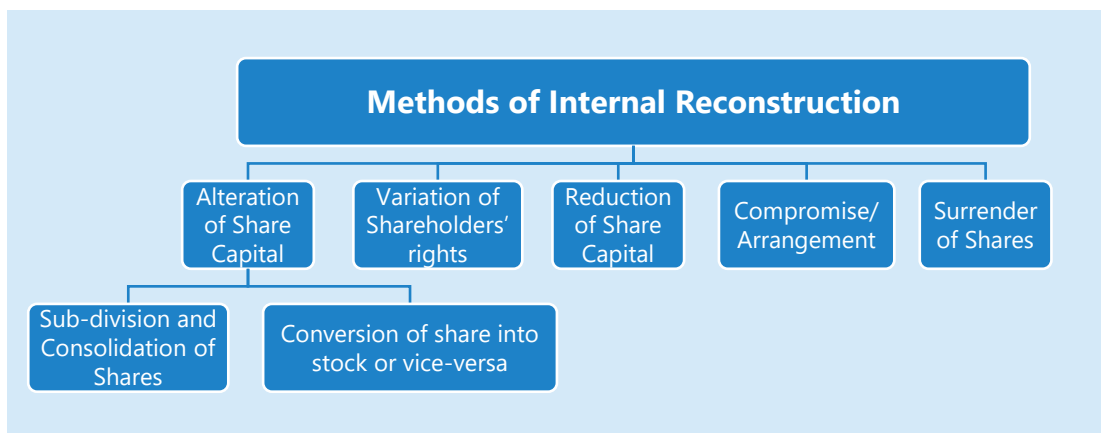 Methods of Internal Reconstruction
Alteration
of Share
Capital
Variation of
Shareholders’
rights
Reduction
of Share
Capital
Compromise/
Arrangement
Surrender
of Shares
Sub-division and
Consolidation of
Shares
Conversion of share into
stock or vice-versa